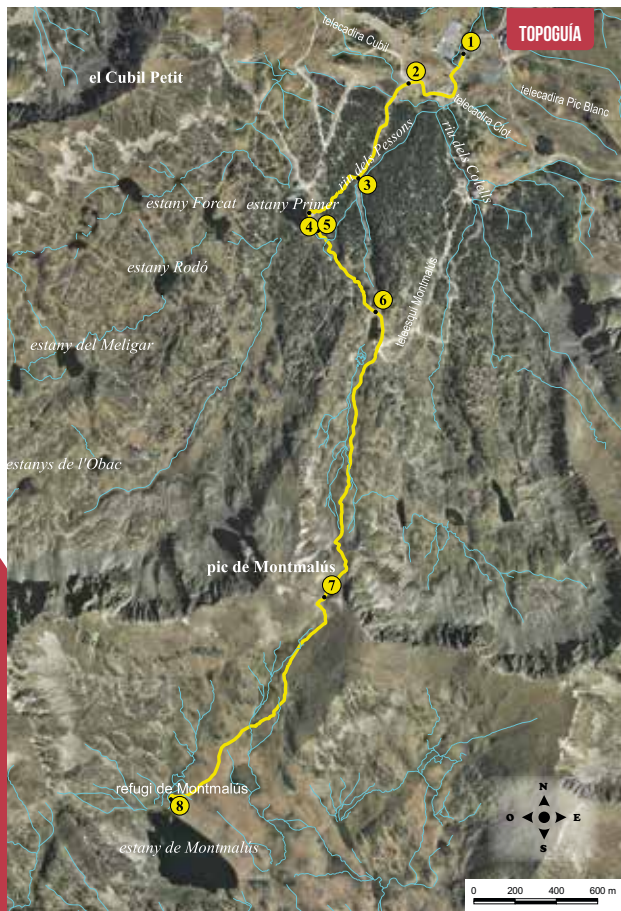 TOPOGUÍA
1
telecadira Cubil
2
el Cubil Petit
telecadira Pic Blanc
telecadira Clot
riu dels Pessons
riu dels Colells
3
estany Forcat
estany Primer
4
5
estany Rodó
6
teleesquí Montmalús
estany del Meligar
estanys de l'Obac
pic de Montmalús
7
refugi de Montmalús
8
estany de Montmalús
N
O
E
S
0 200 400 600 m